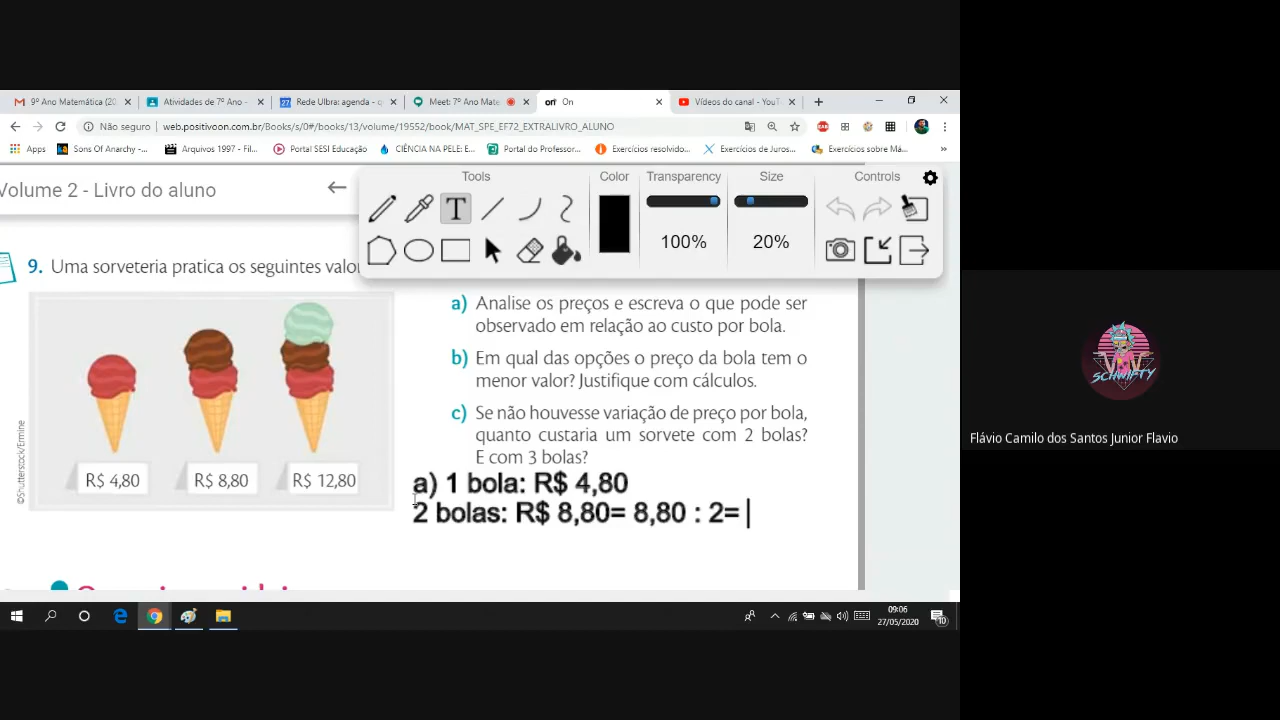 9º Ano Matemática (20
Atividades de 7º Ano -
Rede Ulbra: agenda - q
Meet: 7º Ano Mate
on
On
Vídeos do canal - YouT
Não seguro
web.positivoon.com.br/Books/s/0#/books/13/volume/19552/book/MAT_SPE_EF72_EXTRALIVRO_ALUNO
Apps
Sons Of Anarchy -...
Arquivos 1997 - Fil...
Portal SESI Educação
CIÊNCIA NA PELE: E...
Portal do Professor...
Exercícios resolvido...
Exercícios de Juros...
Exercícios sobre Má...
Volume 2 - Livro do aluno
Tools
Color
Transparency
Size
Controls
T
100%
20%
9. Uma sorveteria pratica os seguintes valor
a) Analise os preços e escreva o que pode ser
observado em relação ao custo por bola.
b) Em qual das opções o preço da bola tem o
menor valor? Justifique com cálculos.
c) Se não houvesse variação de preço por bola,
quanto custaria um sorvete com 2 bolas?
E com 3 bolas?
©Shutterstock/Ermine
R$ 4,80
R$ 8,80
R$ 12,80
a) 1 bola: R$ 4,80
2 bolas: R$ 8,80= 8,80 : 2=
SCHWIFTY
Flávio Camilo dos Santos Junior Flavio
09:06
27/05/2020
10